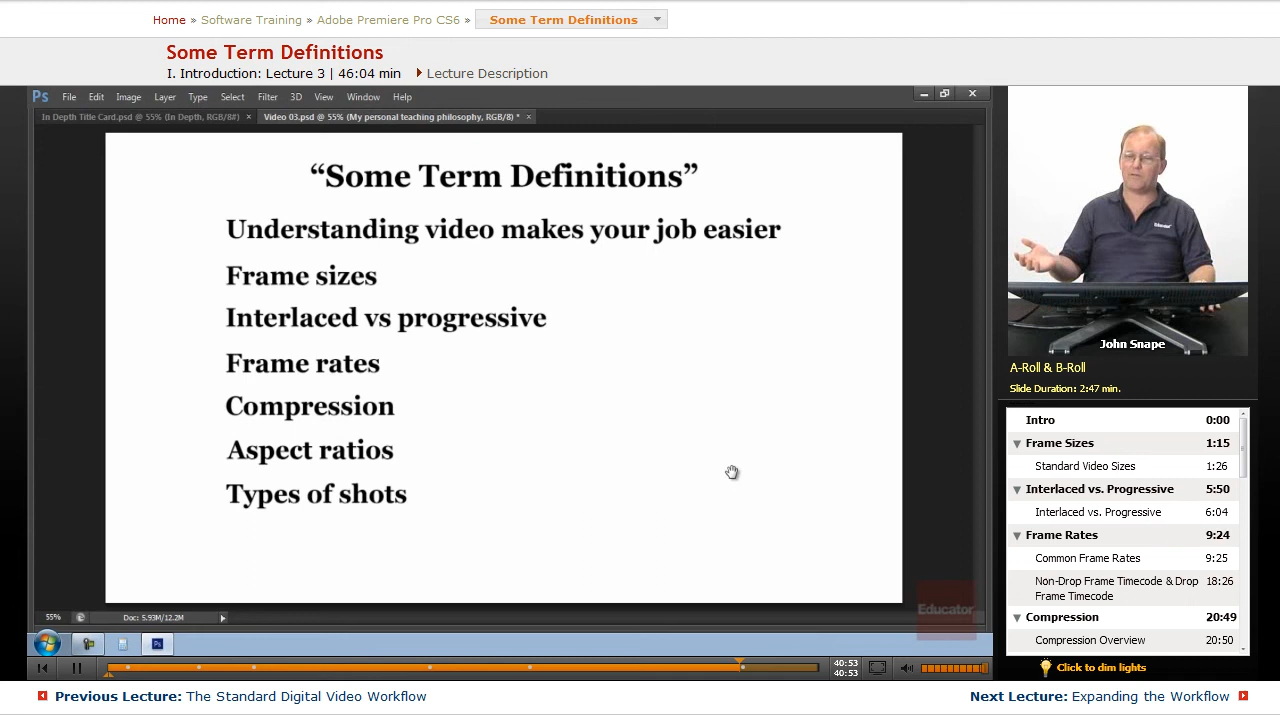 Home » Software Training » Adobe Premiere Pro CS6 » Some Term Definitions
Some Term Definitions
I. Introduction: Lecture 3 | 46:04 min Lecture Description
Ps File Edit Image Layer Type Select Filter 3D View Window Help
In Depth Title Card.psd @ 55% (In Depth, RGB/8#) × Video 03.psd @ 55% (My personal teaching philosophy, RGB/8) * ×
“Some Term Definitions”
Understanding video makes your job easier
Frame sizes
Interlaced vs progressive
Frame rates
Compression
Aspect ratios
Types of shots
55% Doc: 5.93M/12.2M
Educator
Ps
40:53
40:53
John Snape
A-Roll & B-Roll
Slide Duration: 2:47 min.
Intro 0:00
Frame Sizes 1:15
Standard Video Sizes 1:26
Interlaced vs. Progressive 5:50
Interlaced vs. Progressive 6:04
Frame Rates 9:24
Common Frame Rates 9:25
Non-Drop Frame Timecode & Drop 18:26
Frame Timecode
Compression 20:49
Compression Overview 20:50
Click to dim lights
Previous Lecture: The Standard Digital Video Workflow
Next Lecture: Expanding the Workflow